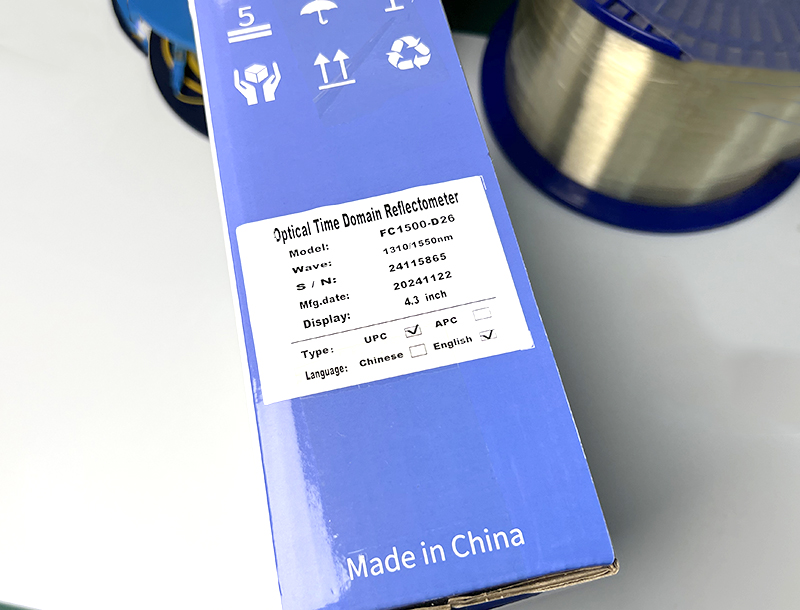 5
Optical Time Domain Reflectometer
Model: FC1500-D26
Wave: 1310/1550nm
S / N: 24115865
Mfg.date: 20241122
Display: 4.3 inch
Type: UPC APC
Language: Chinese English
Made in China